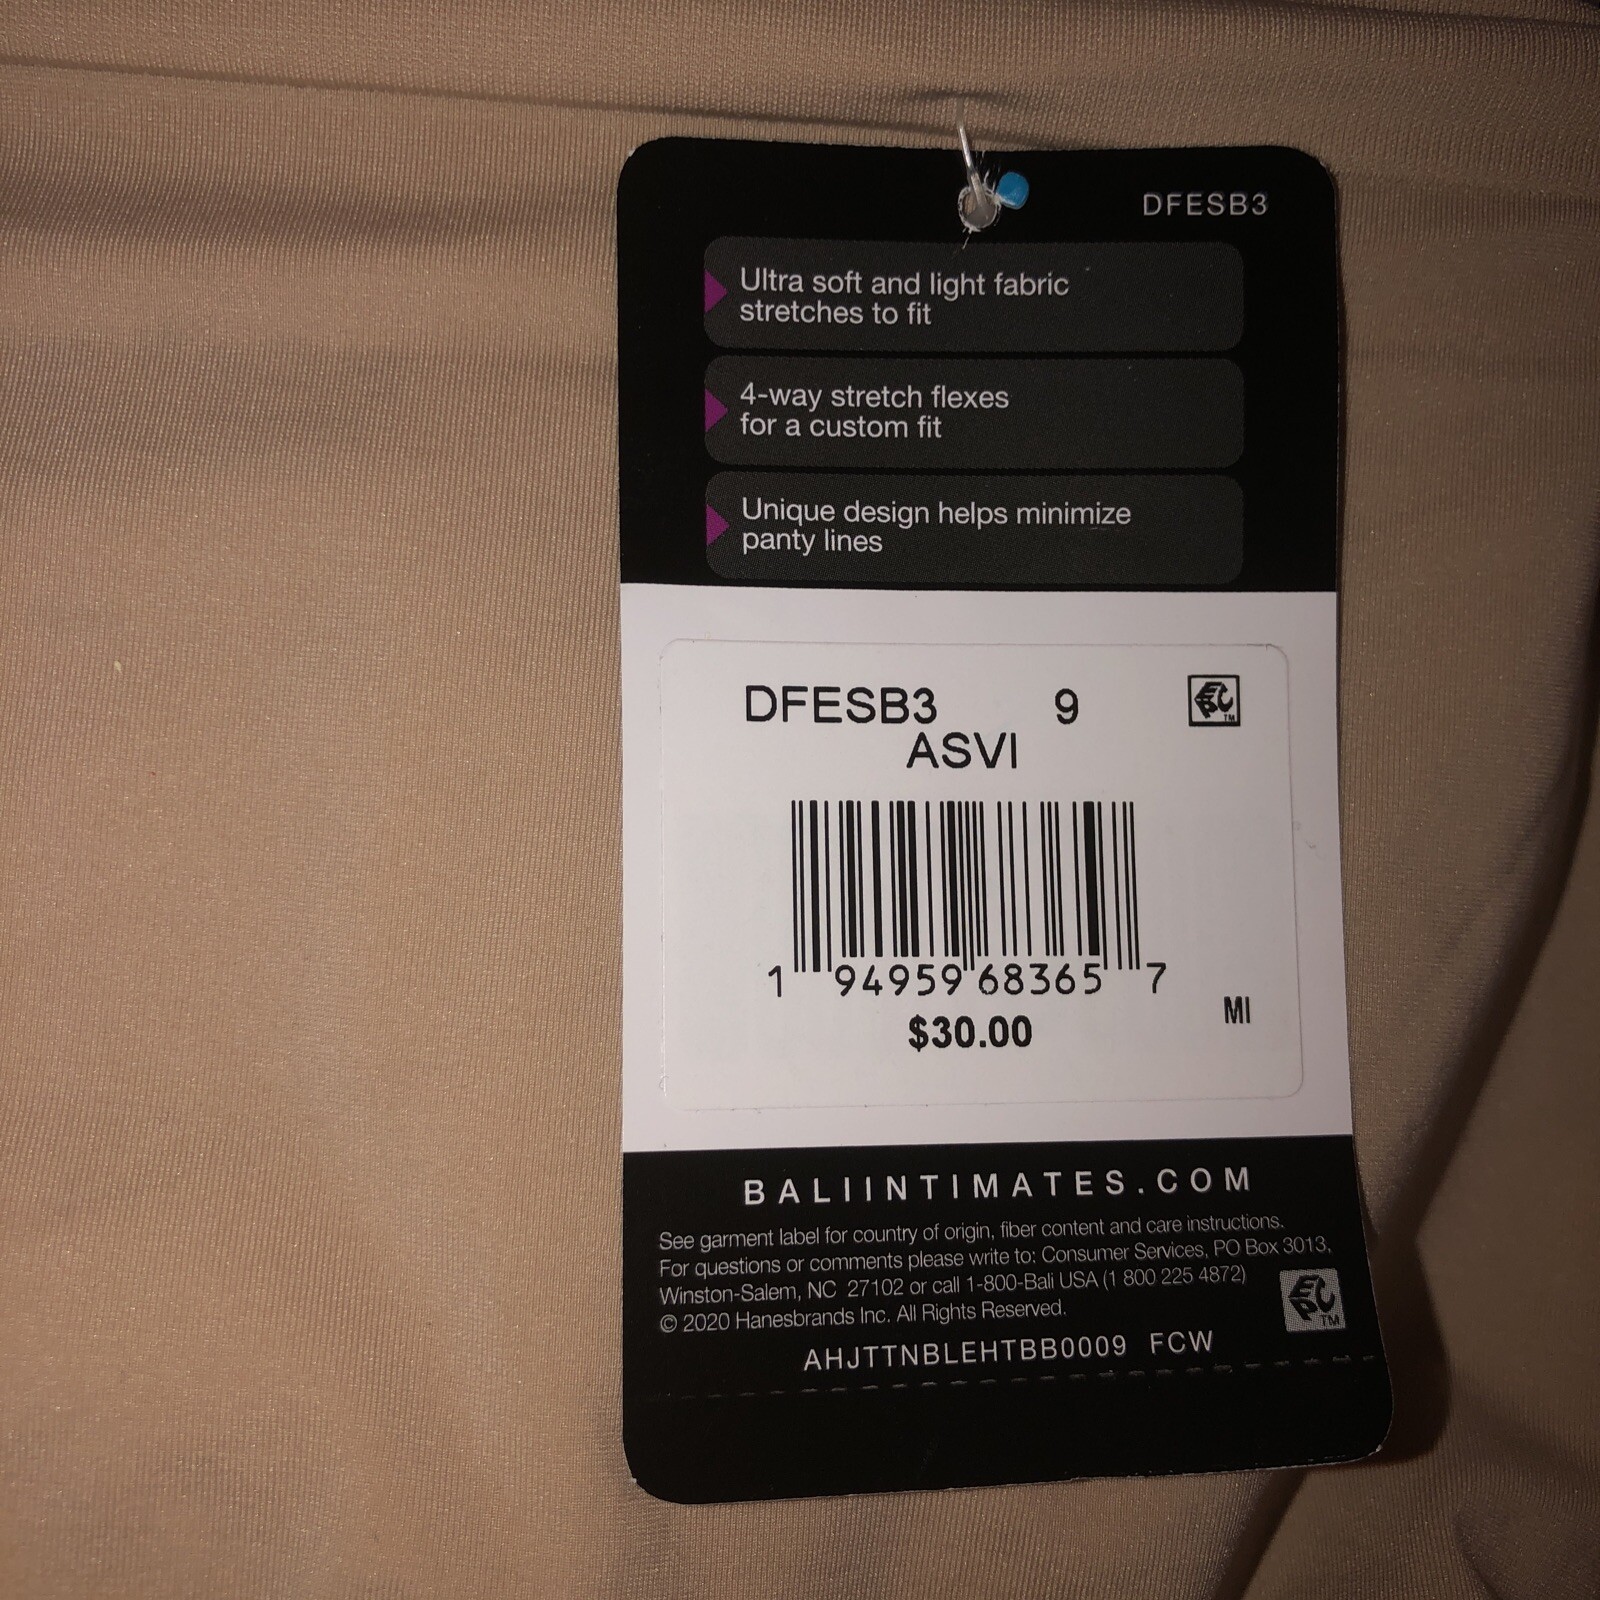 DFESB3
Ultra soft and light fabric
stretches to fit
4-way stretch flexes
for a custom fit
Unique design helps minimize
panty lines
DFESB3 9
EPC TM
ASVI
1 94959 68365 7
MI
$30.00
BALIINTIMATES.COM
See garment label for country of origin, fiber content and care instructions.
For questions or comments please write to: Consumer Services, PO Box 3013,
Winston-Salem, NC 27102 or call 1-800-Bali USA (1 800 225 4872)
© 2020 Hanesbrands Inc. All Rights Reserved.
EPC TM
AHJTTNBLEHTBB0009 FCW